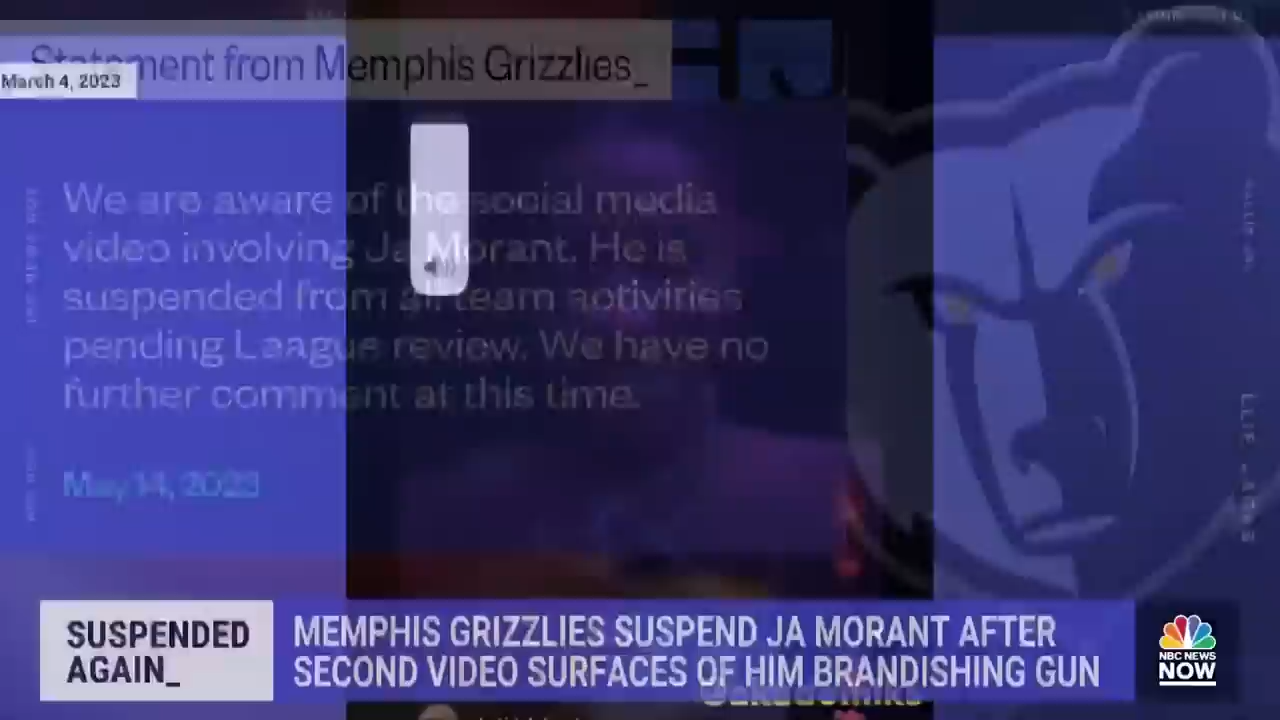 Statement from Memphis Grizzlies_
March 4, 2023
We are aware of the social media
video involving Ja Morant. He is
suspended from all team activities
pending League review. We have no
further comment at this time.
May 14, 2023
SUSPENDED
AGAIN_
MEMPHIS GRIZZLIES SUSPEND JA MORANT AFTER
SECOND VIDEO SURFACES OF HIM BRANDISHING GUN
NBC NEWS
NOW